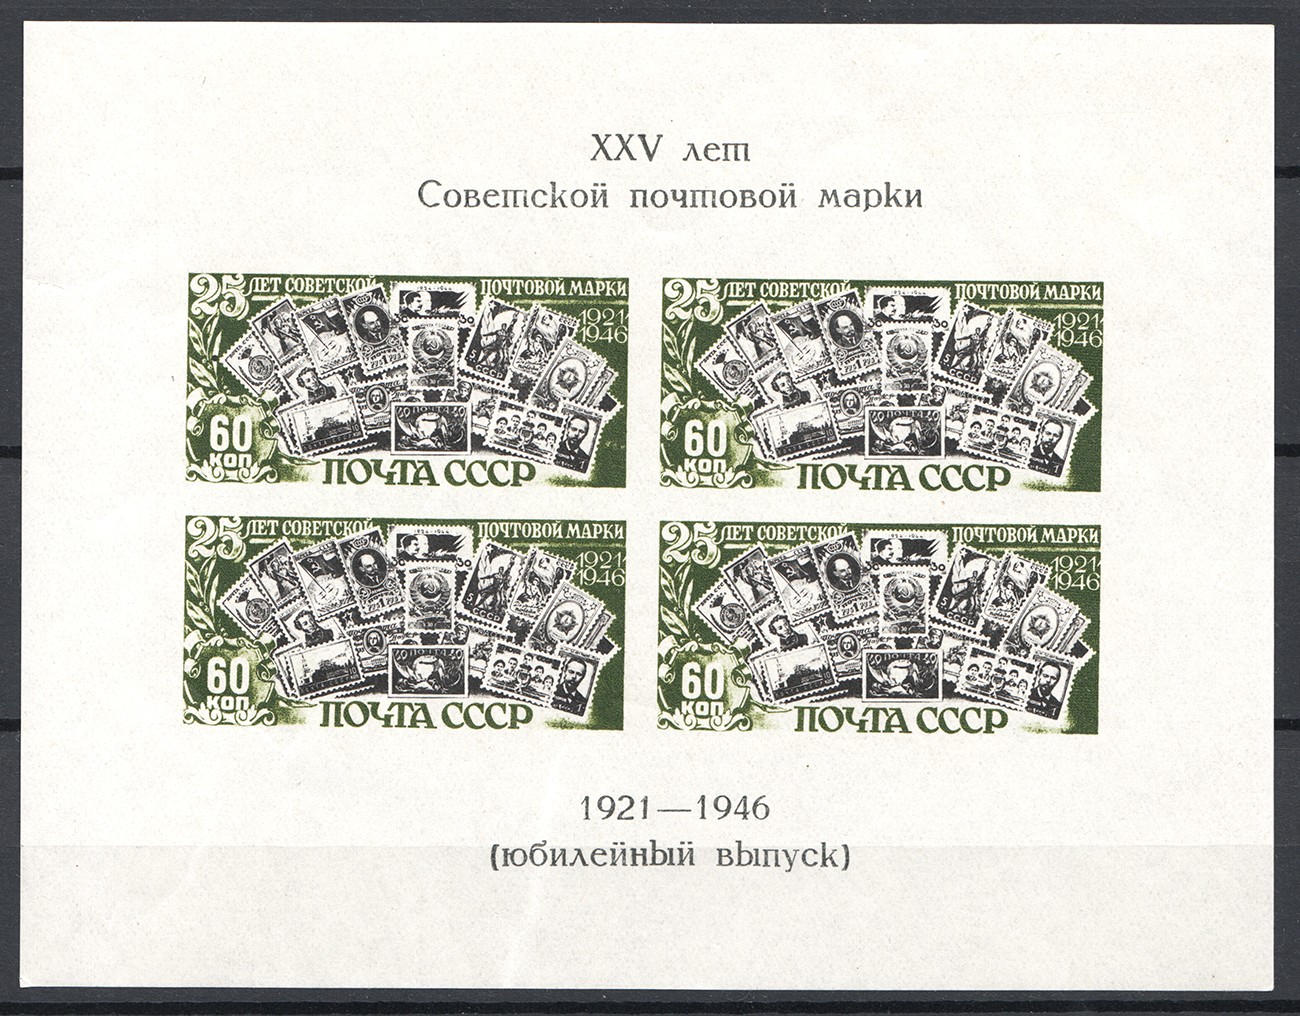 XXV лет
Советской почтовой марки
25 ЛЕТ СОВЕТСКОЙ ПОЧТОВОЙ МАРКИ
1921-
1946
60
КОП
ПОЧТА СССР
25 ЛЕТ СОВЕТСКОЙ ПОЧТОВОЙ МАРКИ
1921-
1946
60
КОП
ПОЧТА СССР
25 ЛЕТ СОВЕТСКОЙ ПОЧТОВОЙ МАРКИ
1921-
1946
60
КОП
ПОЧТА СССР
25 ЛЕТ СОВЕТСКОЙ ПОЧТОВОЙ МАРКИ
1921-
1946
60
КОП
ПОЧТА СССР
1921—1946
(юбилейный выпуск)